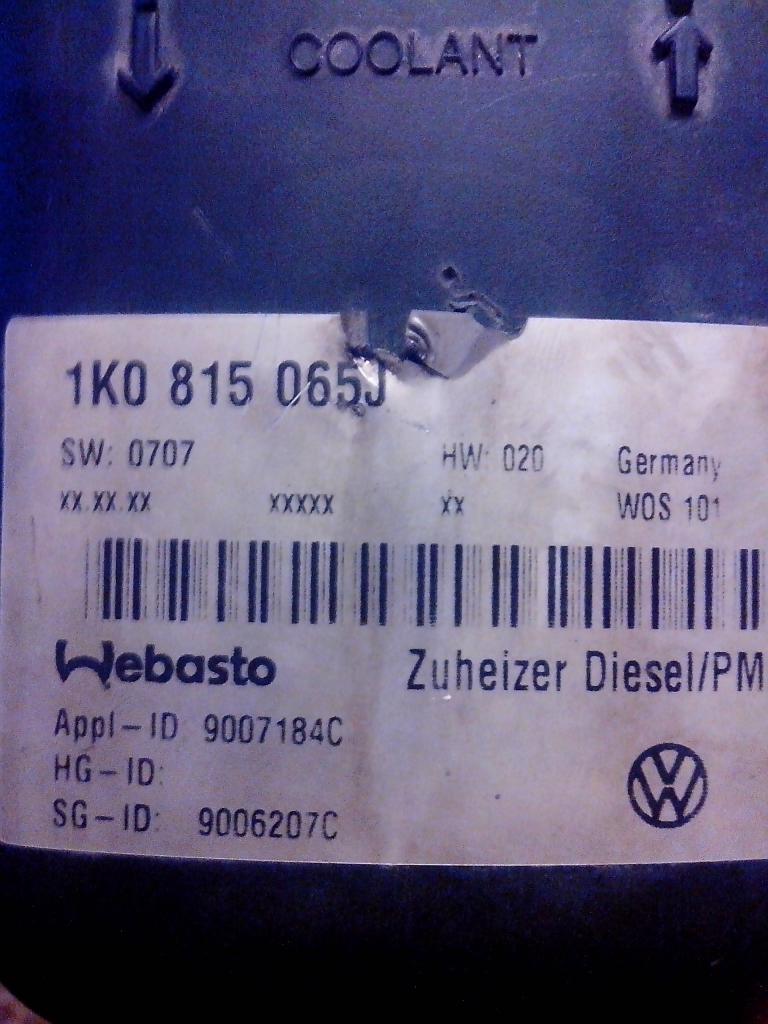 COOLANT
1K0 815 065J
SW: 0707 HW: 020 Germany
XX.XX.XX XXXXX XX WOS 101
Webasto Zuheizer Diesel/PM
Appl-ID 9007184C
HG-ID:
SG-ID: 9006207C